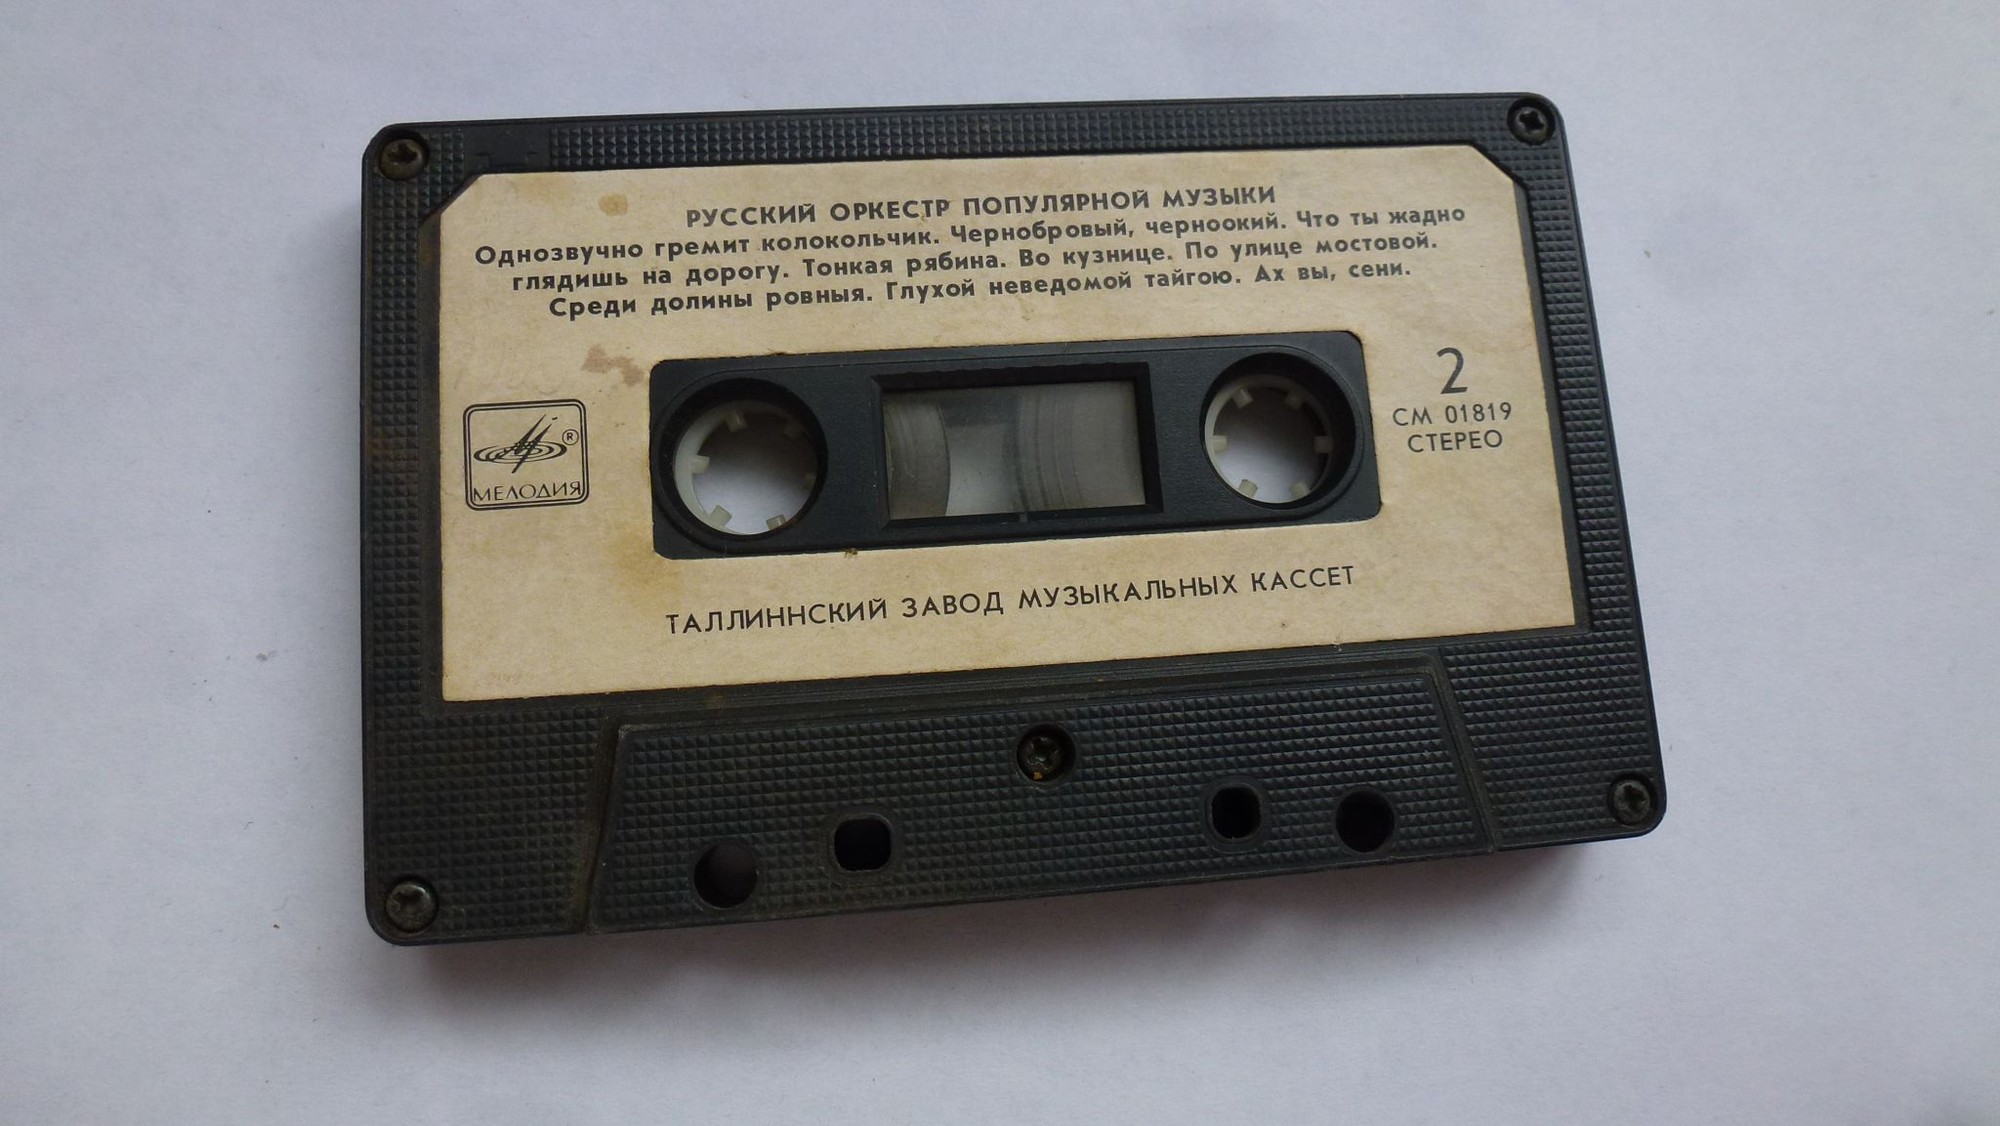 РУССКИЙ ОРКЕСТР ПОПУЛЯРНОЙ МУЗЫКИ
Однозвучно гремит колокольчик. Чернобровый, черноокий. Что ты жадно
глядишь на дорогу. Тонкая рябина. Во кузнице. По улице мостовой.
Среди долины ровныя. Глухой неведомой тайгою. Ах вы, сени.
2
СМ 01819
СТЕРЕО
®
МЕЛОДИЯ
ТАЛЛИННСКИЙ ЗАВОД МУЗЫКАЛЬНЫХ КАССЕТ